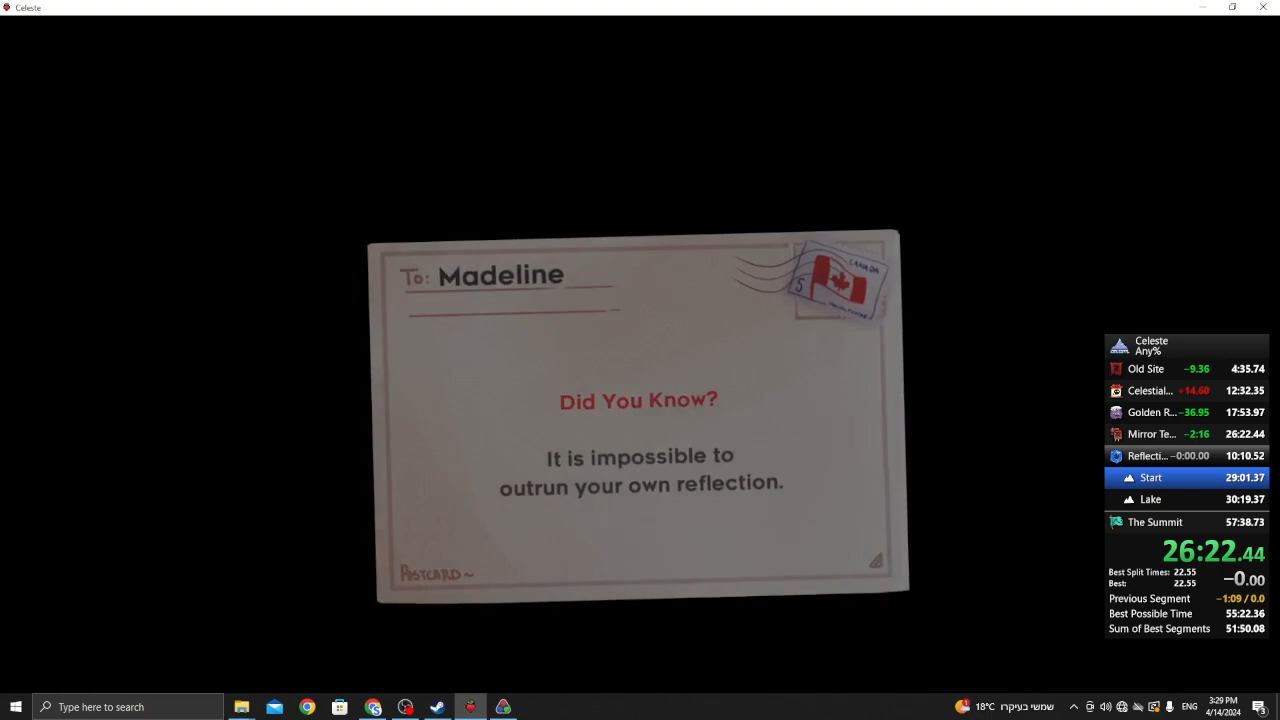 Celeste
To: Madeline
CANADA
5
Did You Know?
It is impossible to
outrun your own reflection.
POSTCARD~
Celeste
Any%
Old Site −9.36 4:35.74
Celestial... +14.60 12:32.35
Golden R... −36.95 17:53.97
Mirror Te... −2:16 26:22.44
Reflecti... −0:00.00 10:10.52
Start 29:01.37
Lake 30:19.37
The Summit 57:38.73
26:22.44
Best Split Times: 22.55
Best: 22.55
−0.00
Previous Segment −1:09 / 0.0
Best Possible Time 55:22.36
Sum of Best Segments 51:50.08
Type here to search
18°C שמשי בעיקרו
ENG
3:29 PM
4/14/2024
3